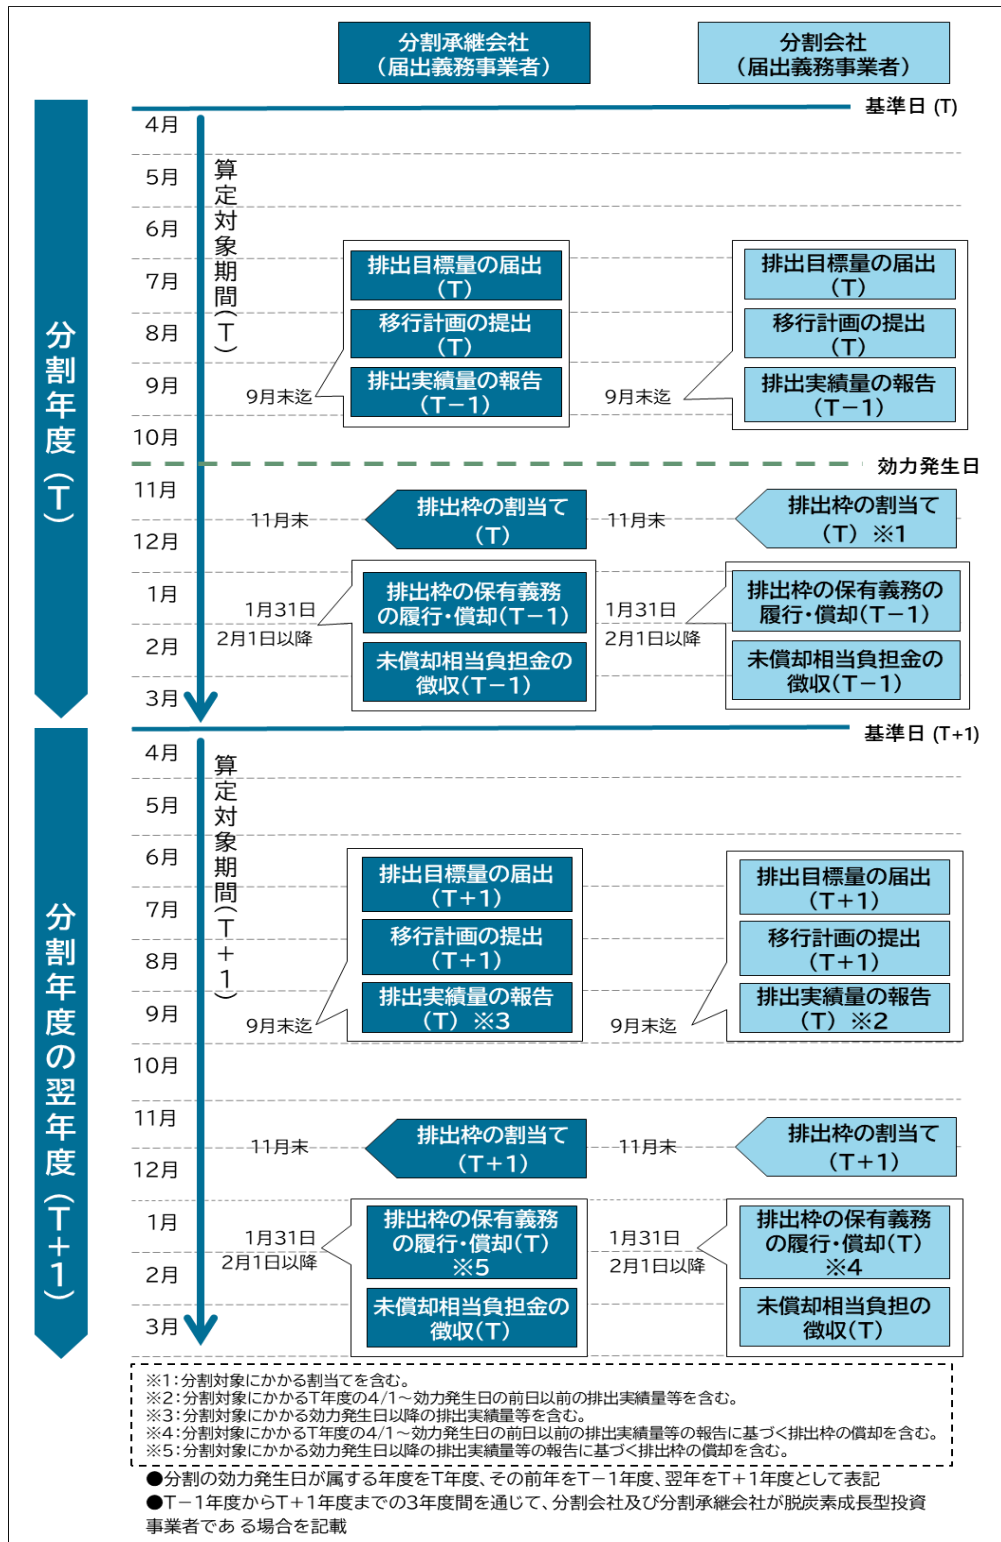 分割承継会社
（届出義務事業者）
分割会社
（届出義務事業者）
基準日 (T)
分割年度（T）
4月
5月
6月
7月
8月
9月
10月
11月
12月
1月
2月
3月
算定対象期間（T）
9月末迄
排出目標量の届出
（T）
移行計画の提出
（T）
排出実績量の報告
（T－1）
9月末迄
排出目標量の届出
（T）
移行計画の提出
（T）
排出実績量の報告
（T－1）
効力発生日
11月末
排出枠の割当て
（T）
11月末
排出枠の割当て
（T）※1
1月31日
2月1日以降
排出枠の保有義務
の履行・償却（T－1）
未償却相当負担金の
徴収（T－1）
1月31日
2月1日以降
排出枠の保有義務の
履行・償却（T－1）
未償却相当負担金の
徴収（T－1）
基準日 (T+1)
分割年度の翌年度（T＋1）
4月
5月
6月
7月
8月
9月
10月
11月
12月
1月
2月
3月
算定対象期間（T＋1）
9月末迄
排出目標量の届出
（T+1）
移行計画の提出
（T+1）
排出実績量の報告
（T）※3
9月末迄
排出目標量の届出
（T+1）
移行計画の提出
（T+1）
排出実績量の報告
（T）※2
11月末
排出枠の割当て
（T+1）
11月末
排出枠の割当て
（T+1）
1月31日
2月1日以降
排出枠の保有義務
の履行・償却（T）
※5
未償却相当負担金の
徴収（T）
1月31日
2月1日以降
排出枠の保有義務
の履行・償却（T）
※4
未償却相当負担の
徴収（T）
※1：分割対象にかかる割当てを含む。
※2：分割対象にかかるT年度の4/1～効力発生日の前日以前の排出実績量等を含む。
※3：分割対象にかかる効力発生日以降の排出実績量等を含む。
※4：分割対象にかかるT年度の4/1～効力発生日の前日以前の排出実績量等の報告に基づく排出枠の償却を含む。
※5：分割対象にかかる効力発生日以降の排出実績量等の報告に基づく排出枠の償却を含む。
●分割の効力発生日が属する年度をT年度、その前年をT－1年度、翌年をT＋1年度として表記
●T－1年度からT＋1年度までの3年度間を通じて、分割会社及び分割承継会社が脱炭素成長型投資
事業者である場合を記載